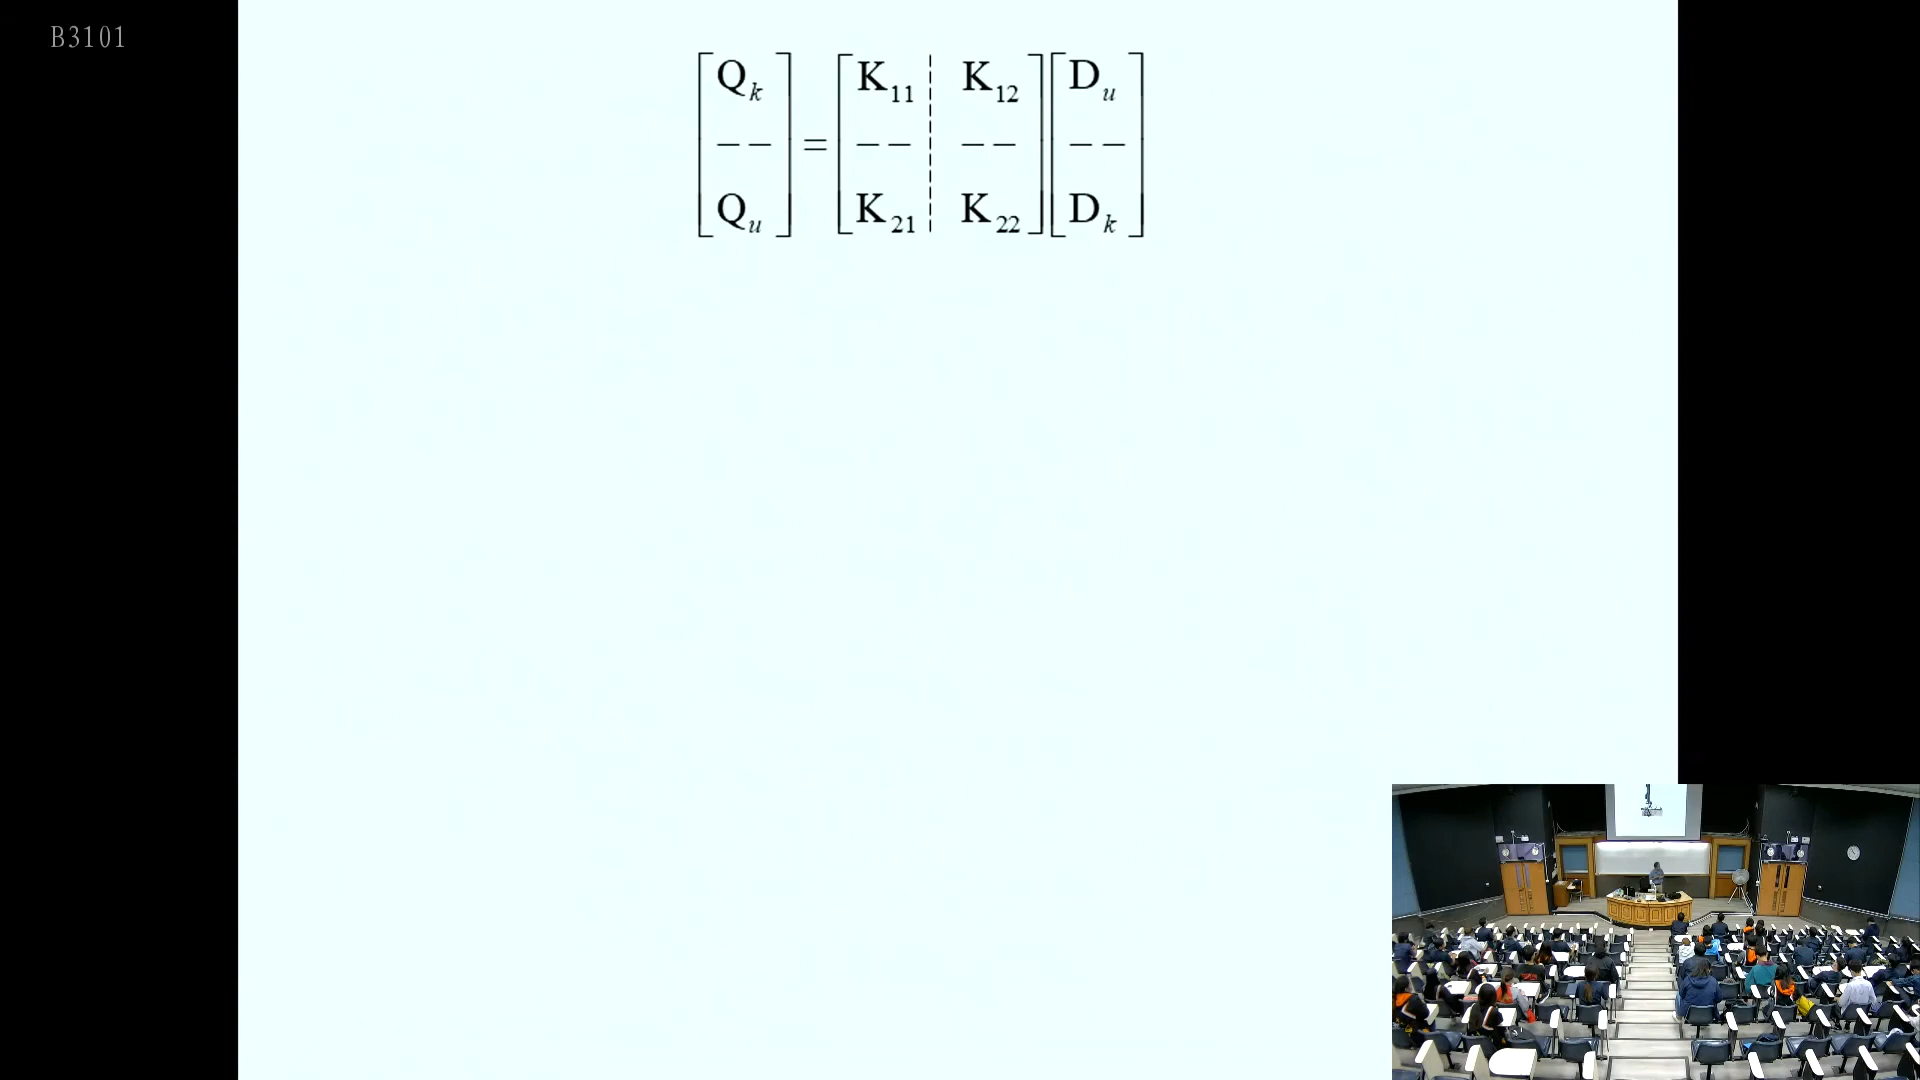 B3101
[Q_k -- Q_u] = [K_11 ¦ K_12 -- -- K_21 ¦ K_22] [D_u -- D_k]